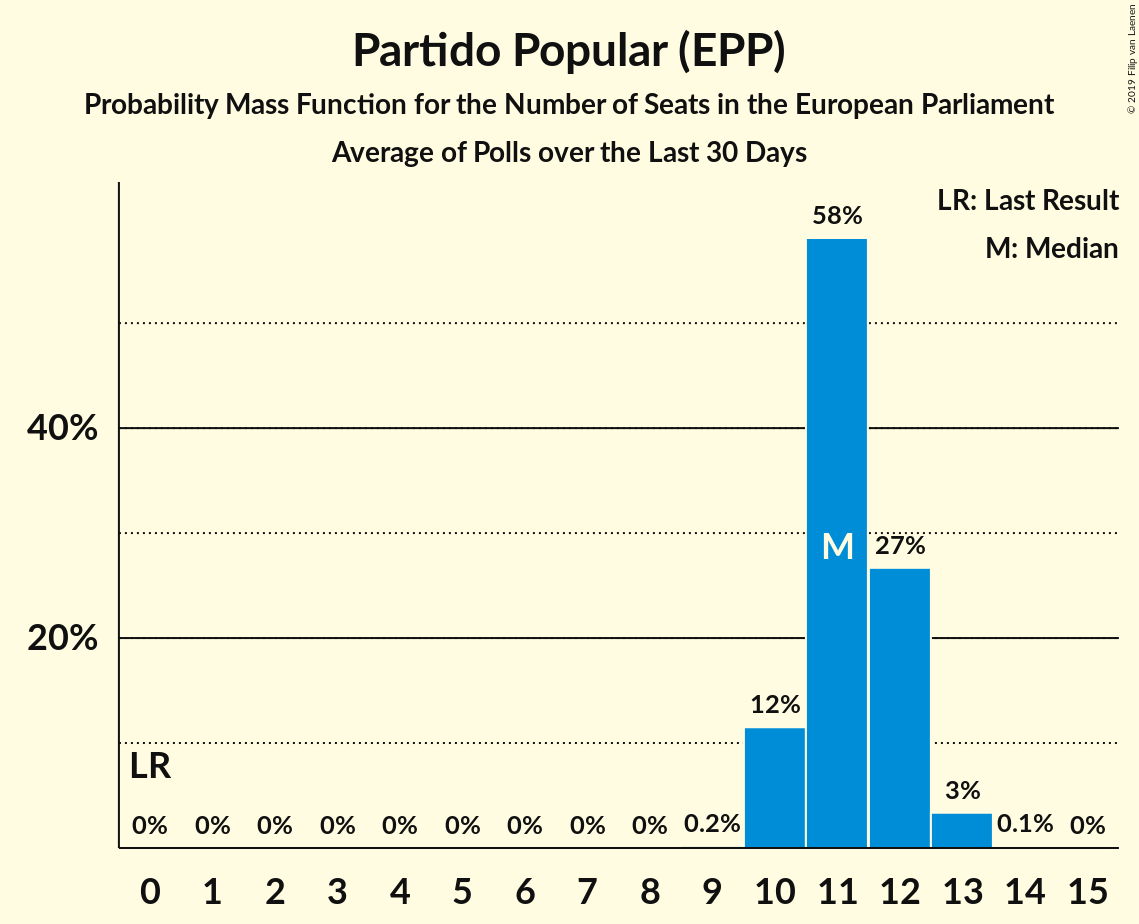 Partido Popular (EPP)
Probability Mass Function for the Number of Seats in the European Parliament
Average of Polls over the Last 30 Days
© 2019 Filip van Laenen
LR: Last Result
M: Median
58%
40%
M
27%
20%
12%
LR
3%
0% 0% 0% 0% 0% 0% 0% 0% 0% 0.2% 0.1% 0%
0 1 2 3 4 5 6 7 8 9 10 11 12 13 14 15